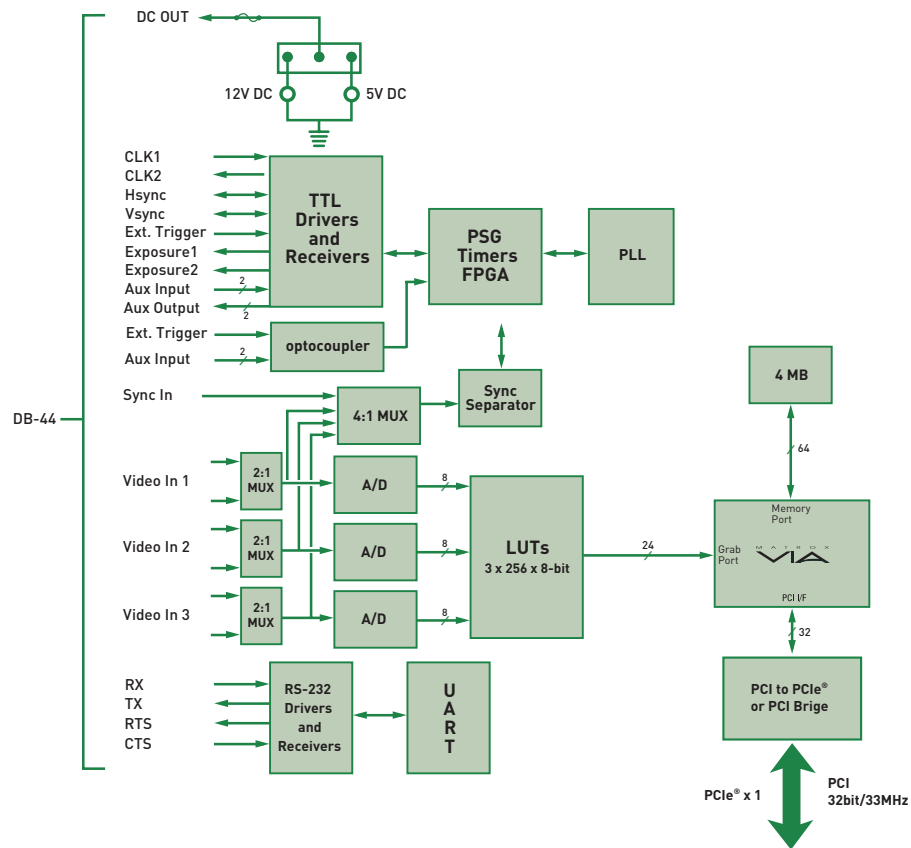 DC OUT
12V DC
5V DC
CLK1
CLK2
Hsync
Vsync
Ext. Trigger
Exposure1
Exposure2
Aux Input
2
Aux Output
2
TTL
Drivers
and
Receivers
PSG
Timers
FPGA
PLL
Ext. Trigger
Aux Input
2
optocoupler
Sync In
4:1 MUX
Sync
Separator
4 MB
64
DB-44
Video In 1
2:1
MUX
A/D
8
Video In 2
2:1
MUX
A/D
8
Video In 3
2:1
MUX
A/D
8
LUTs
3 x 256 x 8-bit
24
Memory
Port
Grab
Port
MATROX
VIA
PCI I/F
32
PCI to PCIe®
or PCI Brige
RX
TX
RTS
CTS
RS-232
Drivers
and
Receivers
U
A
R
T
PCIe® x 1
PCI
32bit/33MHz